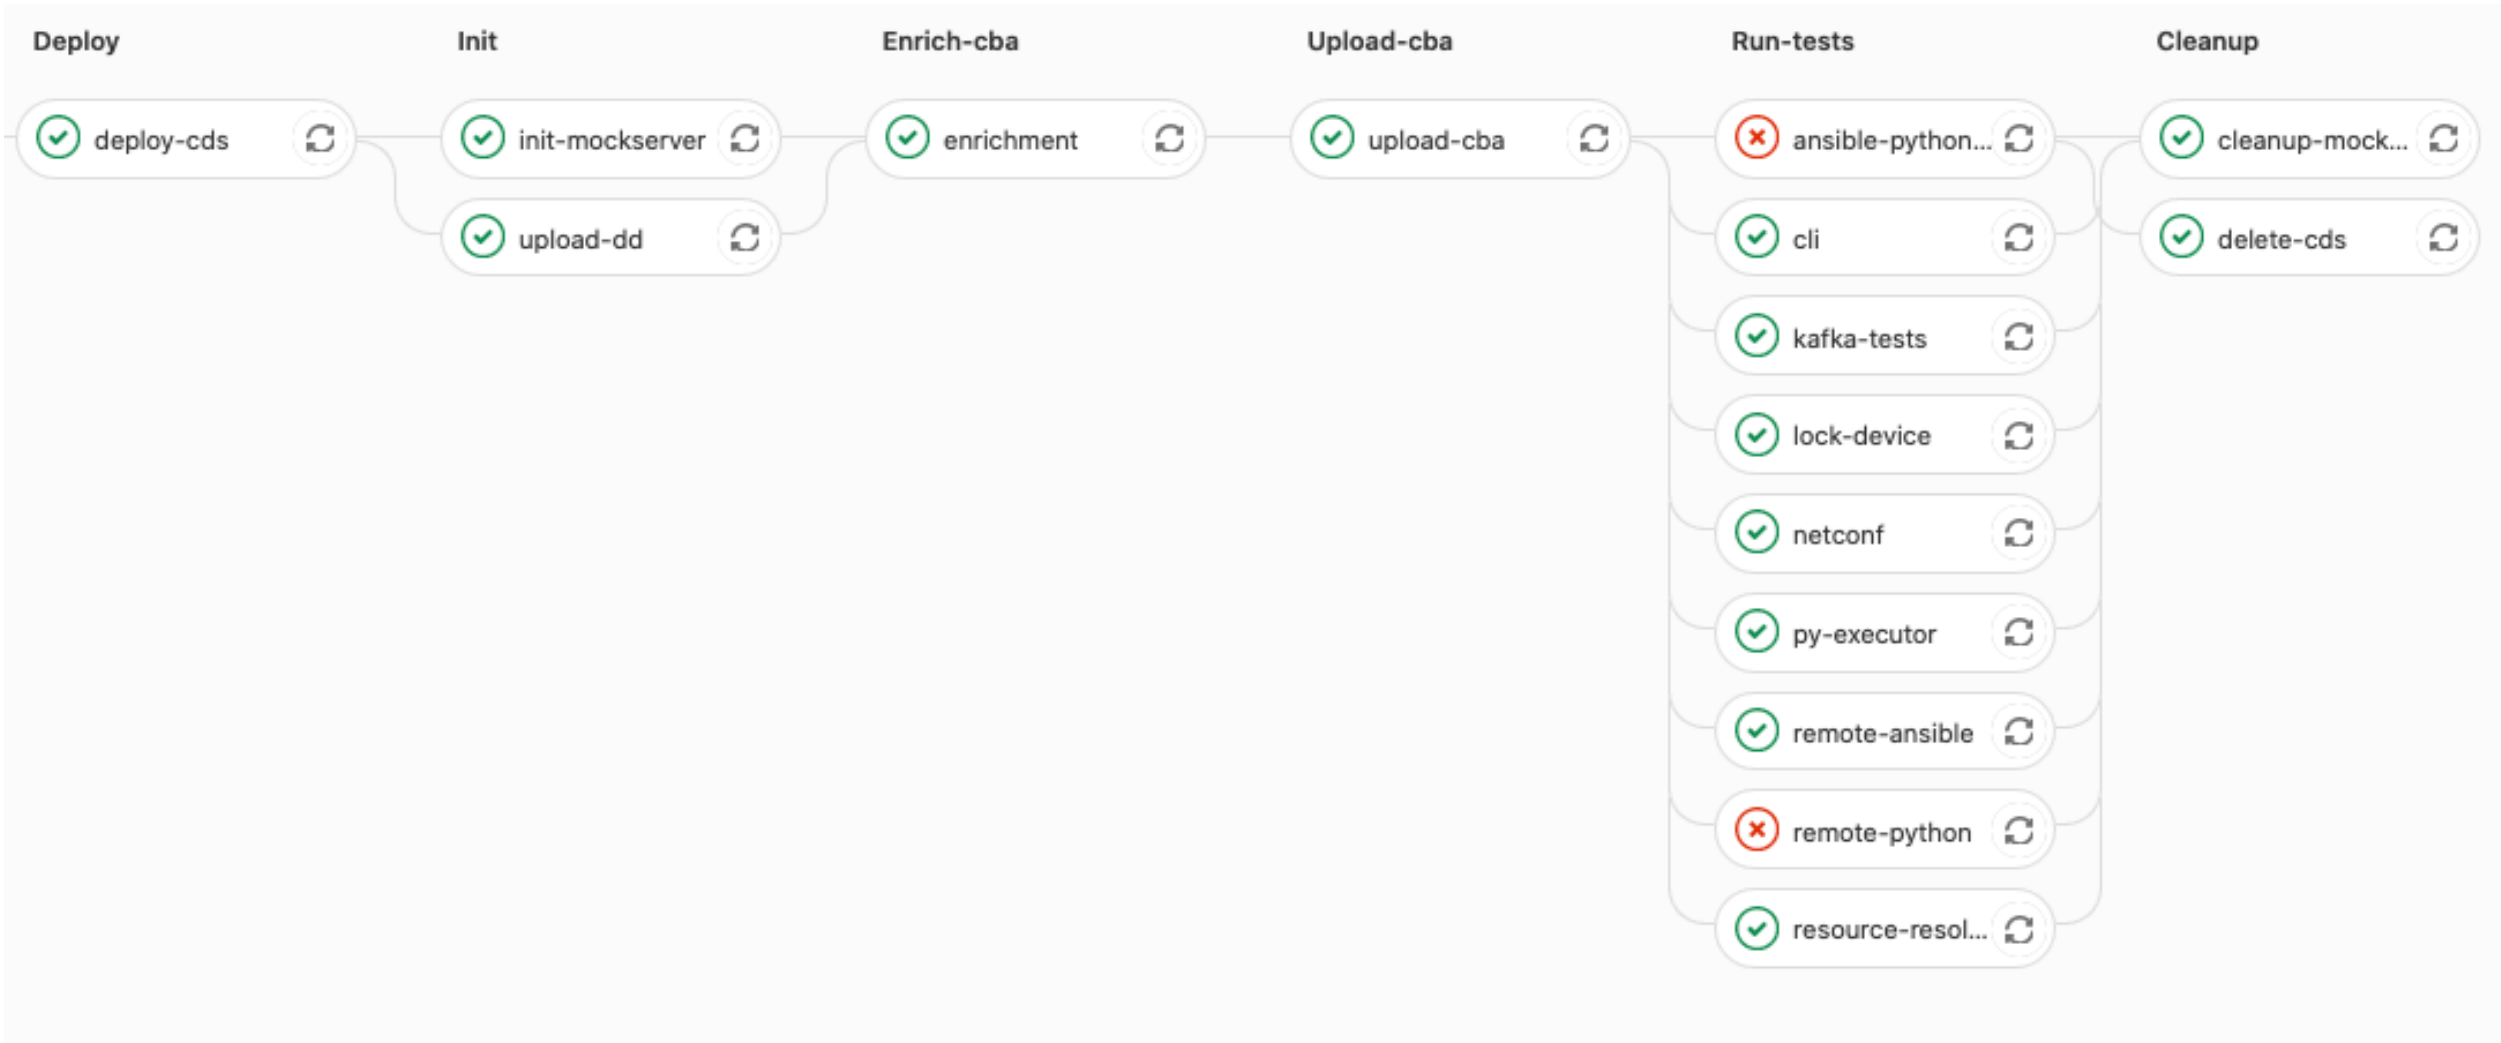 Deploy
deploy-cds
Init
init-mockserver
upload-dd
Enrich-cba
enrichment
Upload-cba
upload-cba
Run-tests
ansible-python...
cli
kafka-tests
lock-device
netconf
py-executor
remote-ansible
remote-python
resource-resol...
Cleanup
cleanup-mock...
delete-cds